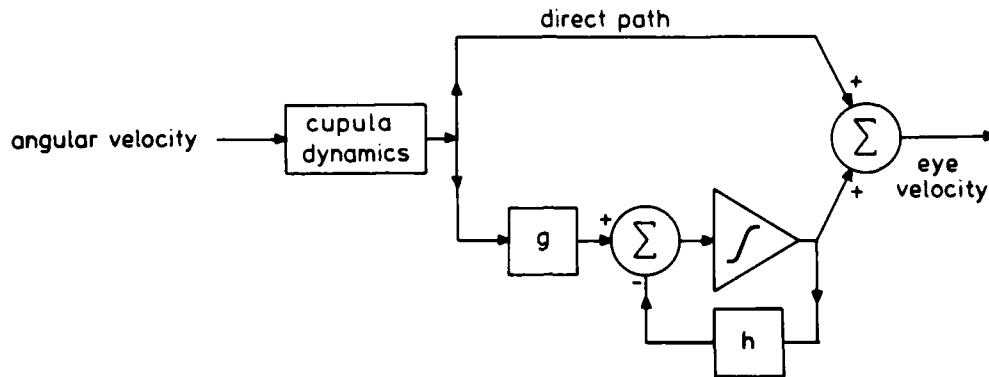 direct path
angular velocity
cupula
dynamics
+
Σ
eye
velocity
+
g
+
Σ
∫
-
h